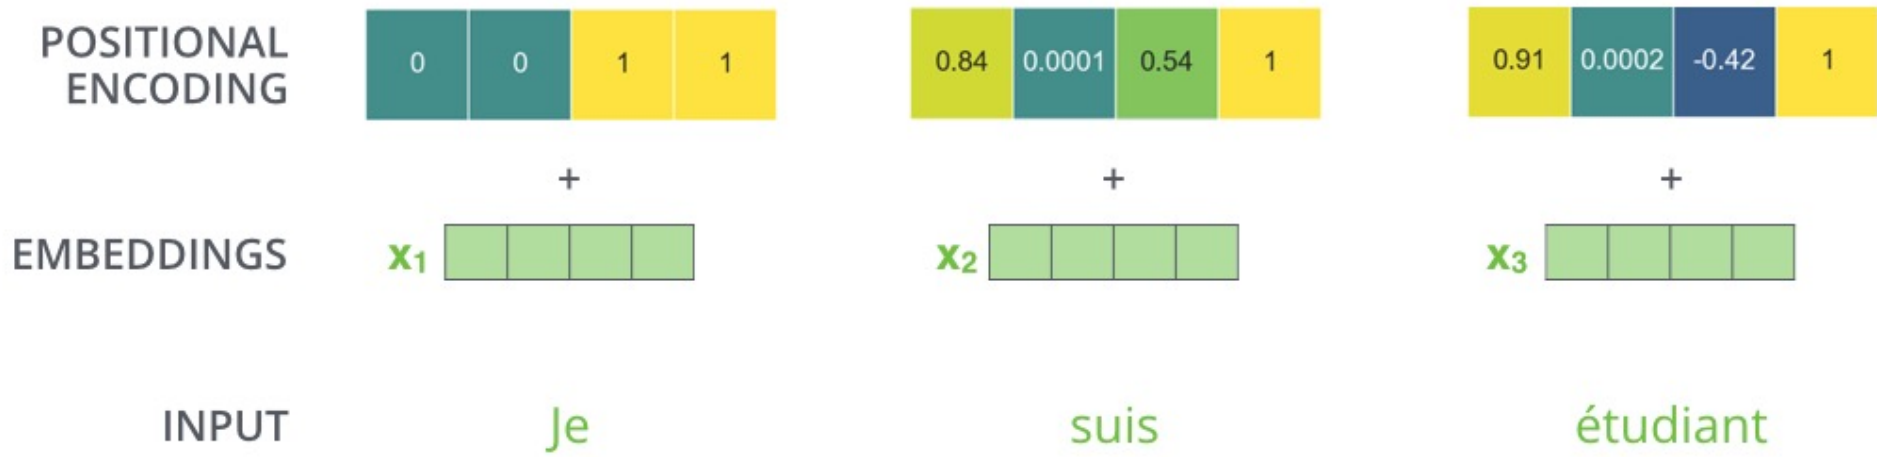 POSITIONAL
ENCODING
0 0 1 1
0.84 0.0001 0.54 1
0.91 0.0002 -0.42 1
+ + +
EMBEDDINGS
x1
x2
x3
INPUT
Je
suis
étudiant